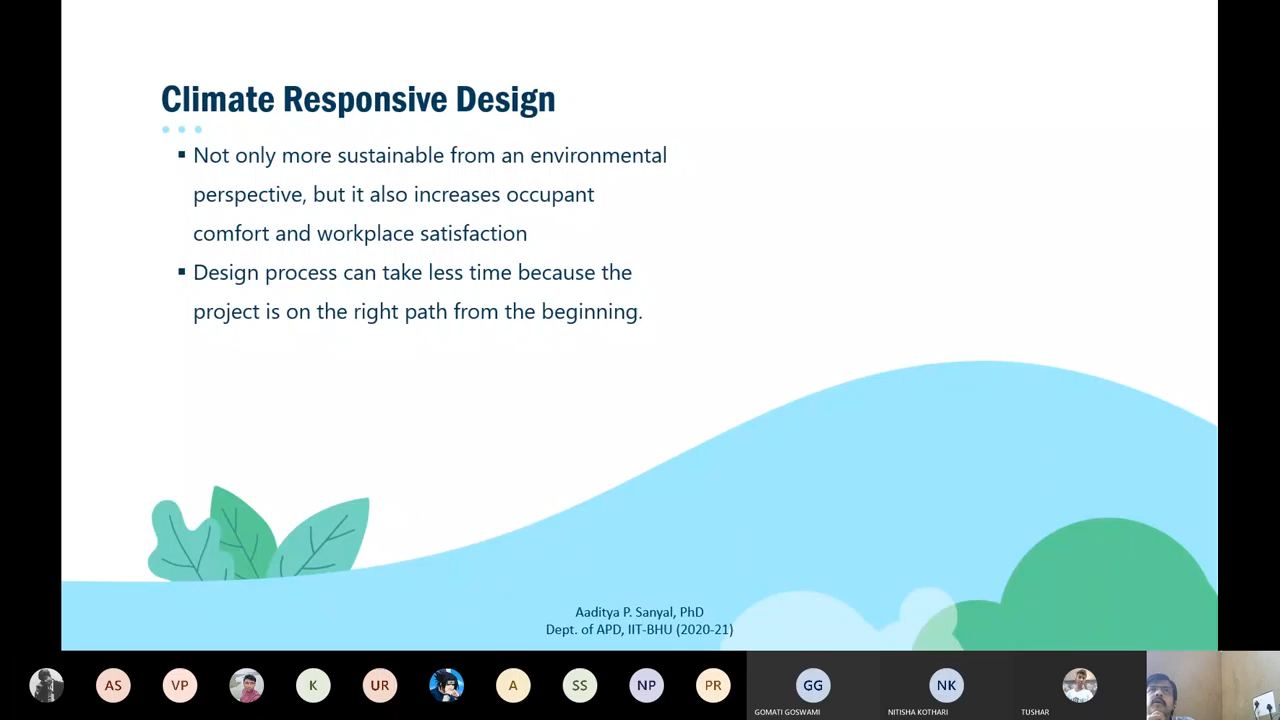 Climate Responsive Design
▪ Not only more sustainable from an environmental
perspective, but it also increases occupant
comfort and workplace satisfaction
▪ Design process can take less time because the
project is on the right path from the beginning.
Aaditya P. Sanyal, PhD
Dept. of APD, IIT-BHU (2020-21)
AS VP K UR A SS NP PR GG NK
GOMATI GOSWAMI NITISHA KOTHARI TUSHAR